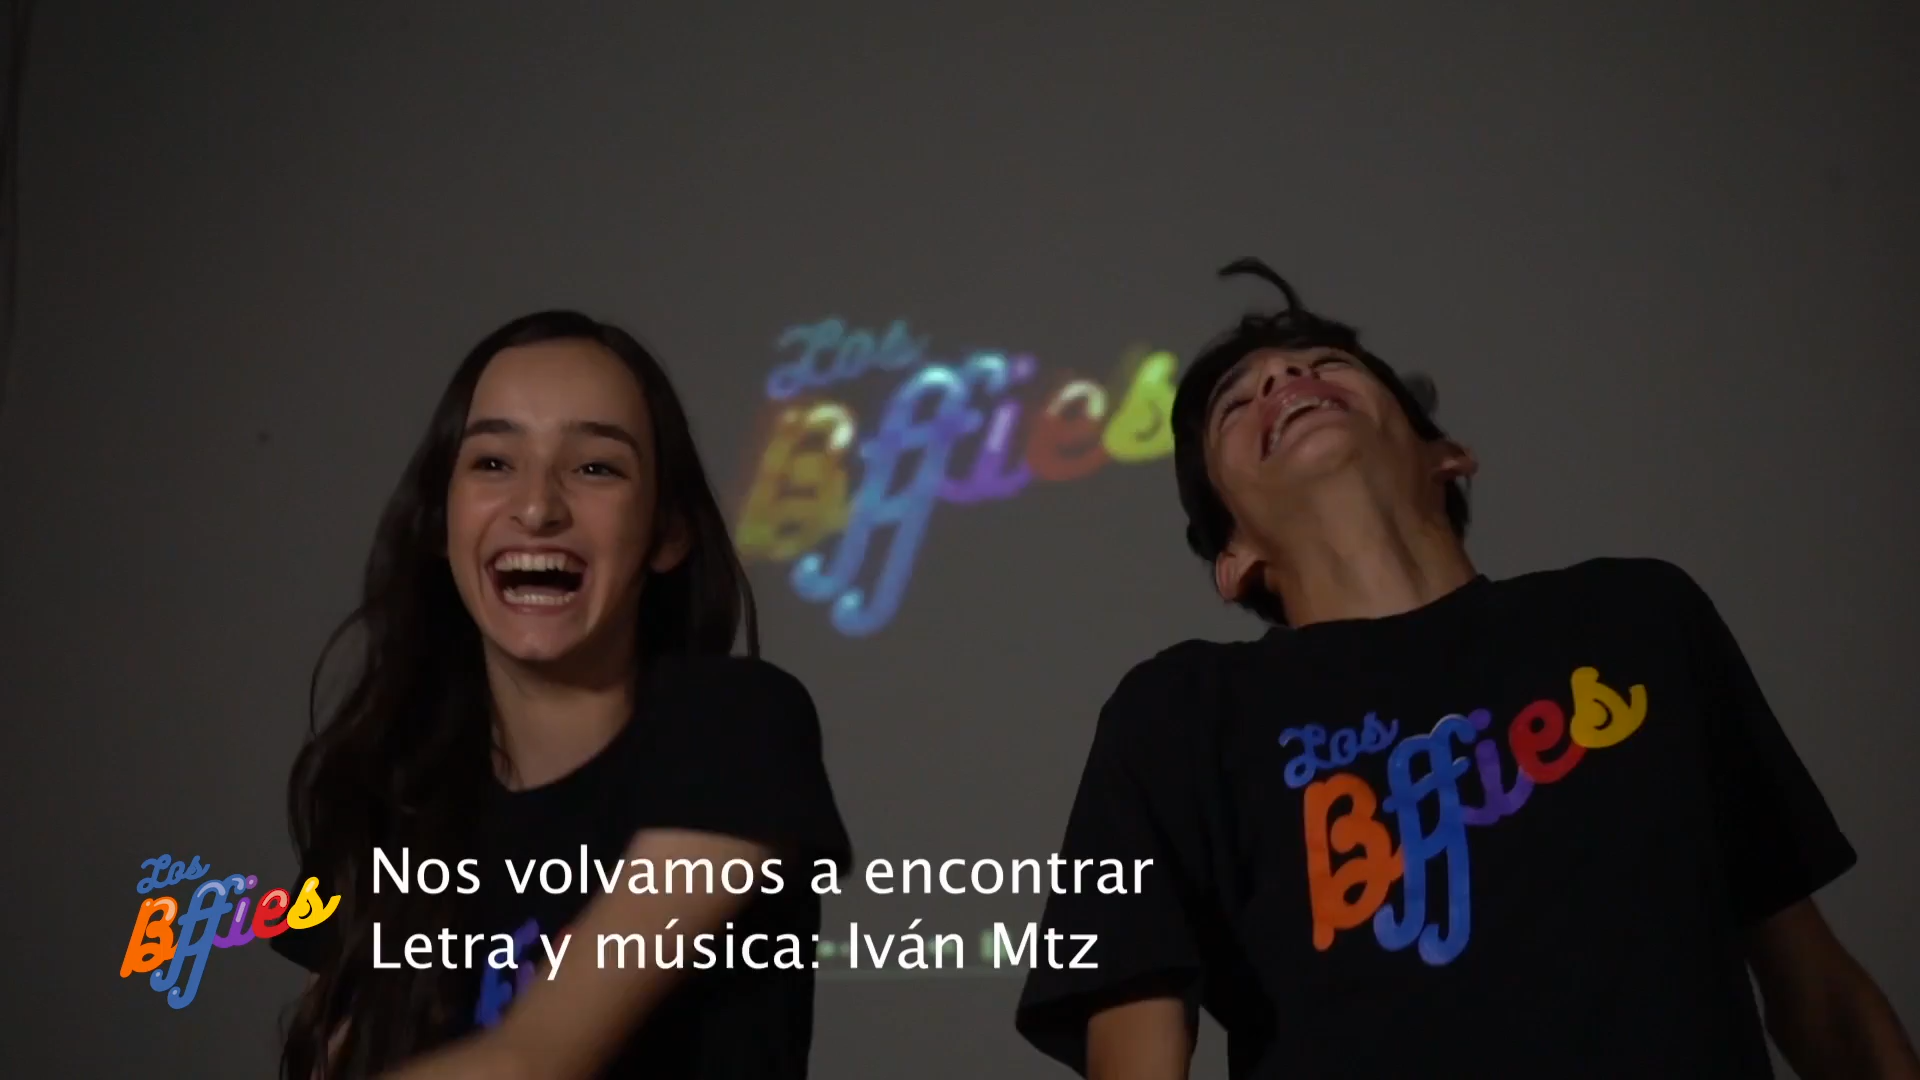 Los
Bffies
Los
Bffies
Los
Bffies
Nos volvamos a encontrar
Letra y música: Iván Mtz